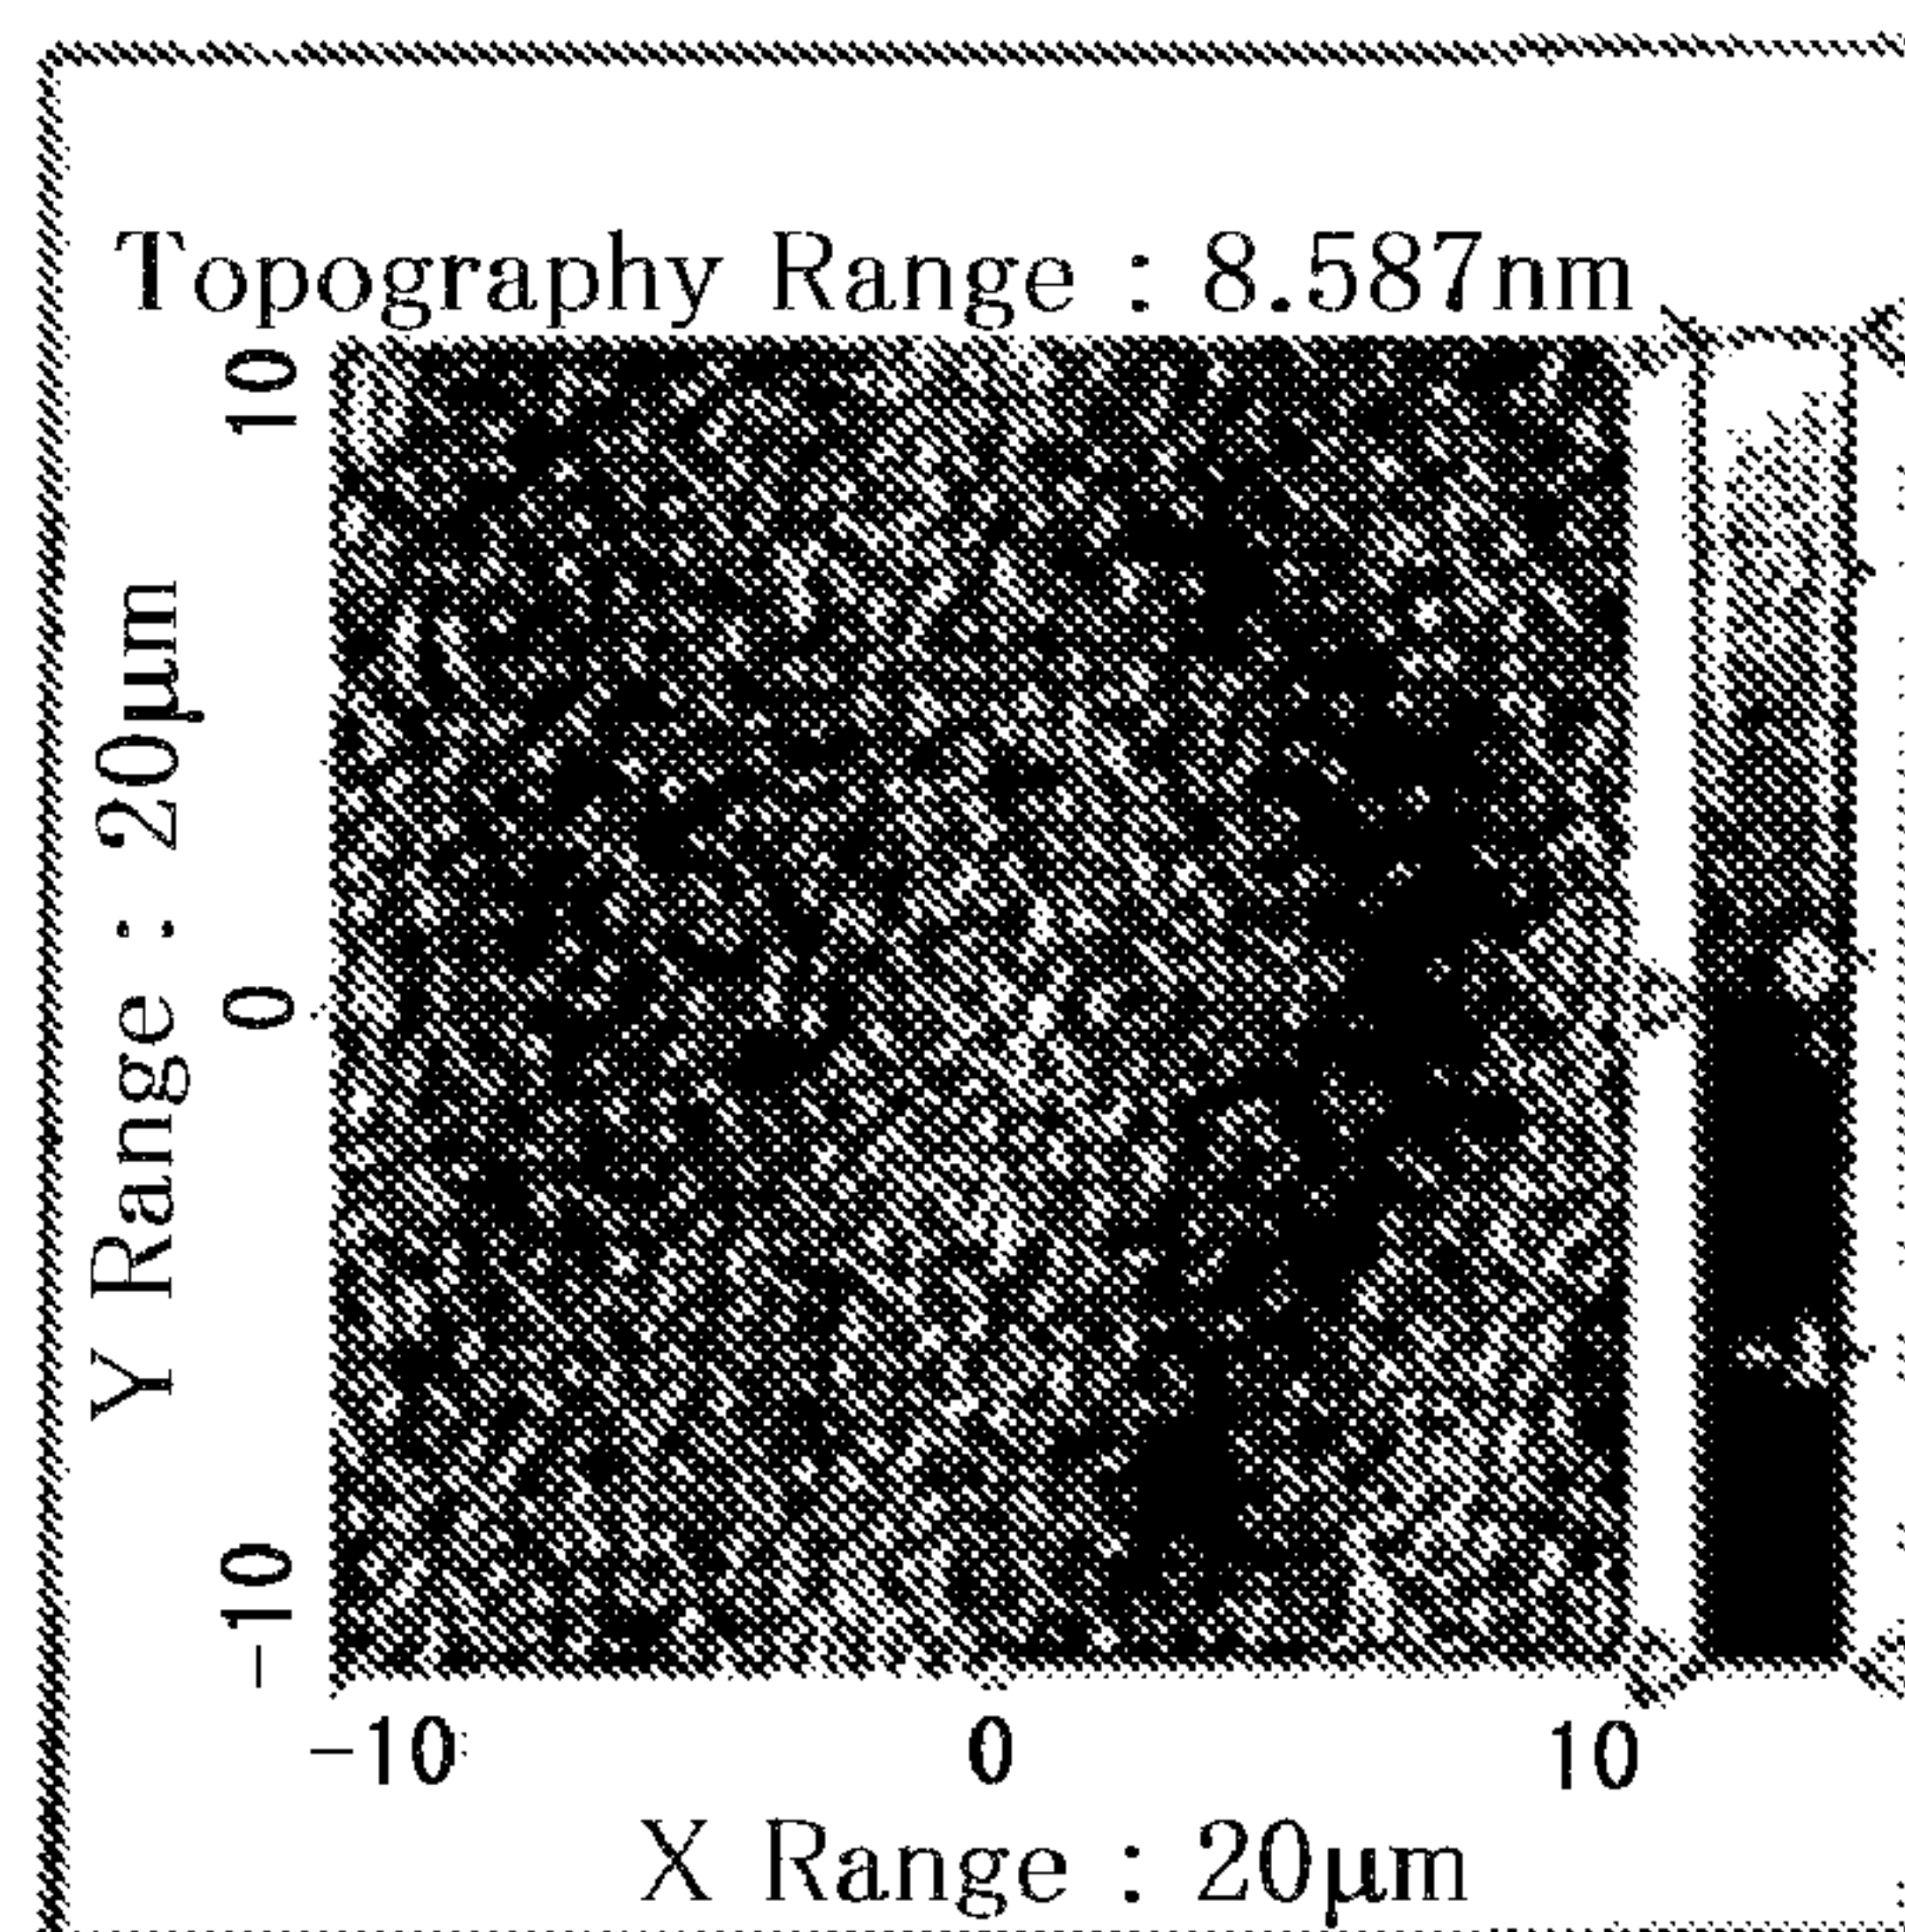 Topography Range : 8.587nm
Y Range : 20μm
10
0
-10
-10 0 10
X Range : 20μm